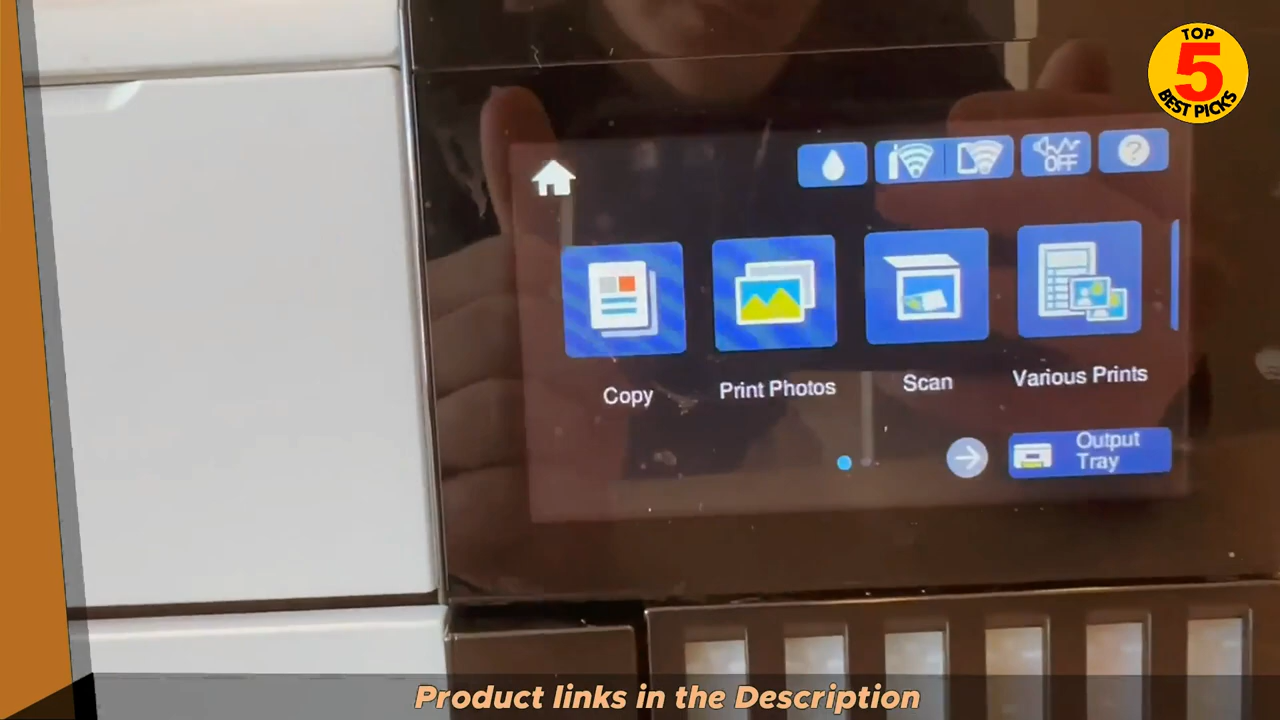 TOP
5
BEST PICKS
OFF
?
Copy
Print Photos
Scan
Various Prints
Output
Tray
Product links in the Description